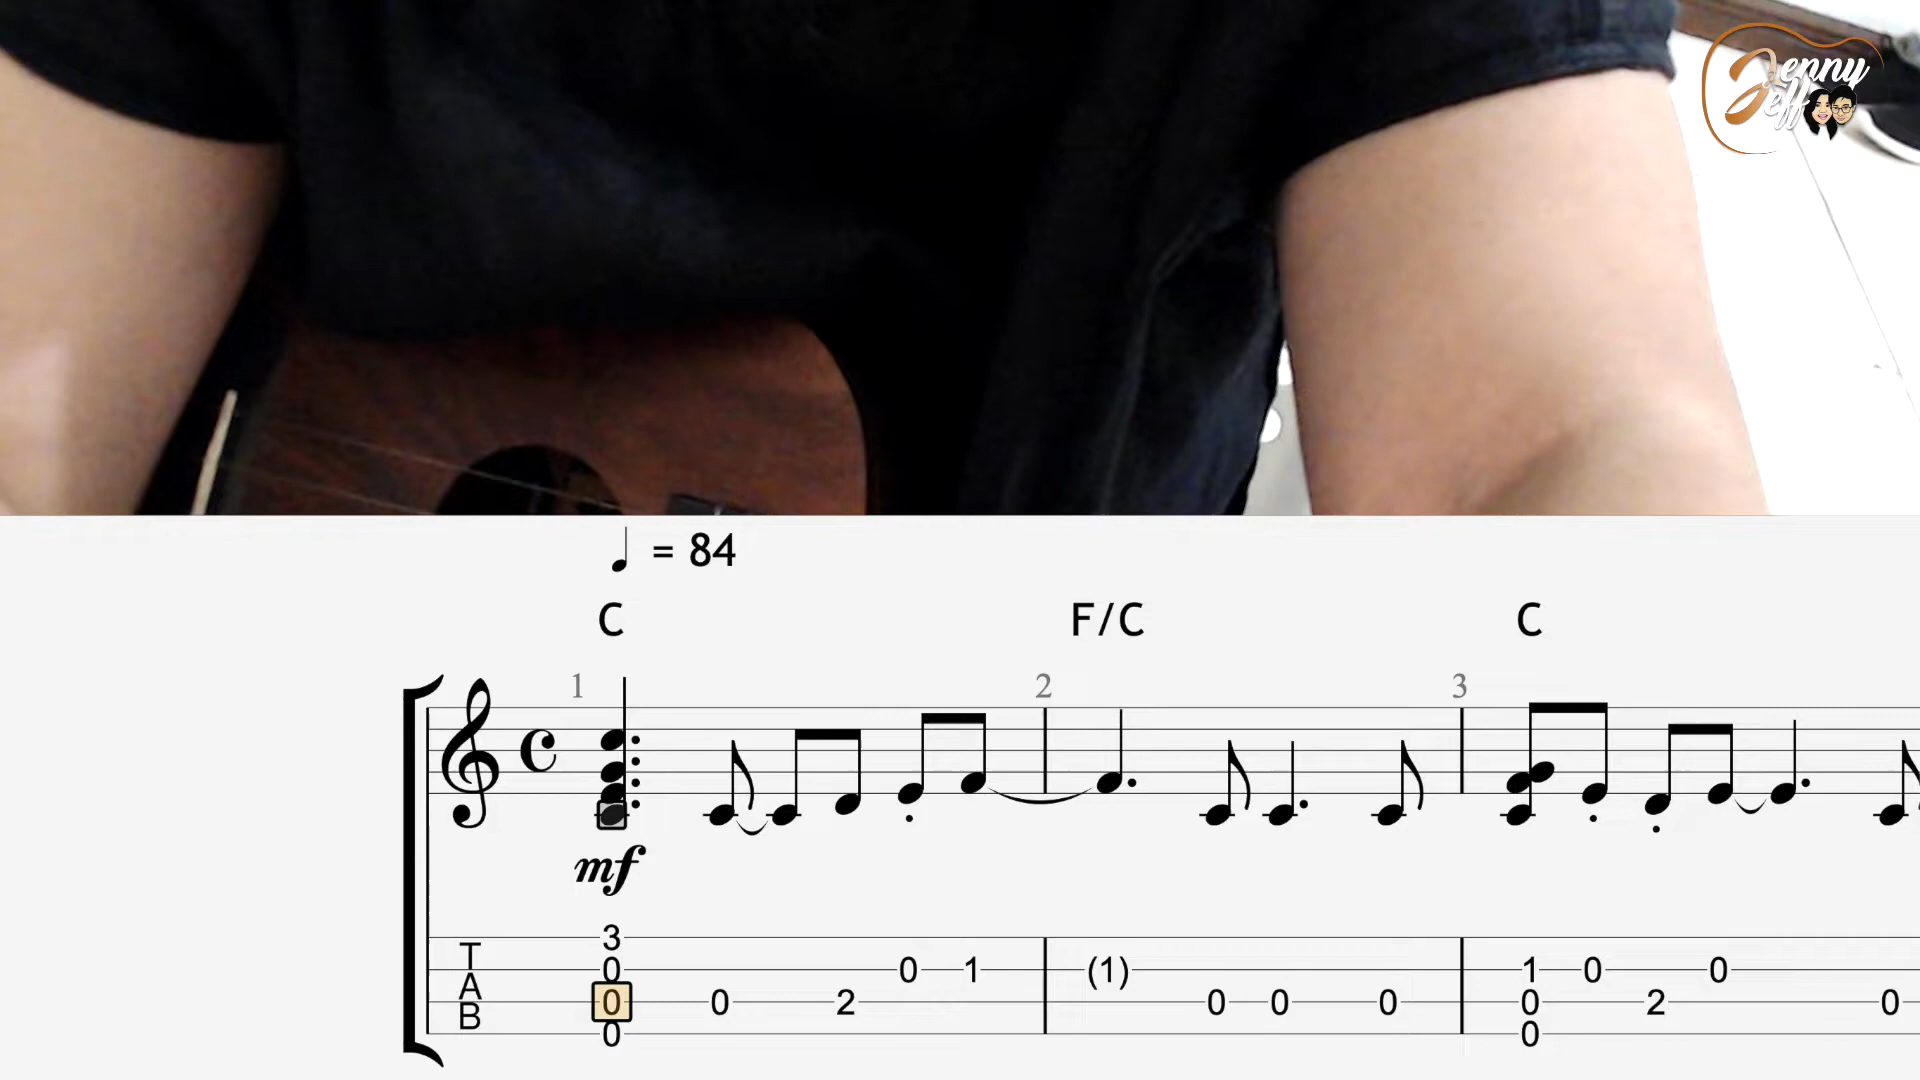 Jenny
Jeff
= 84
C F/C C
1 2 3
mf
3
T 0 0 1 (1) 1 0 0
A
B 0 0 2 0 0 0 0 2 0
0 0